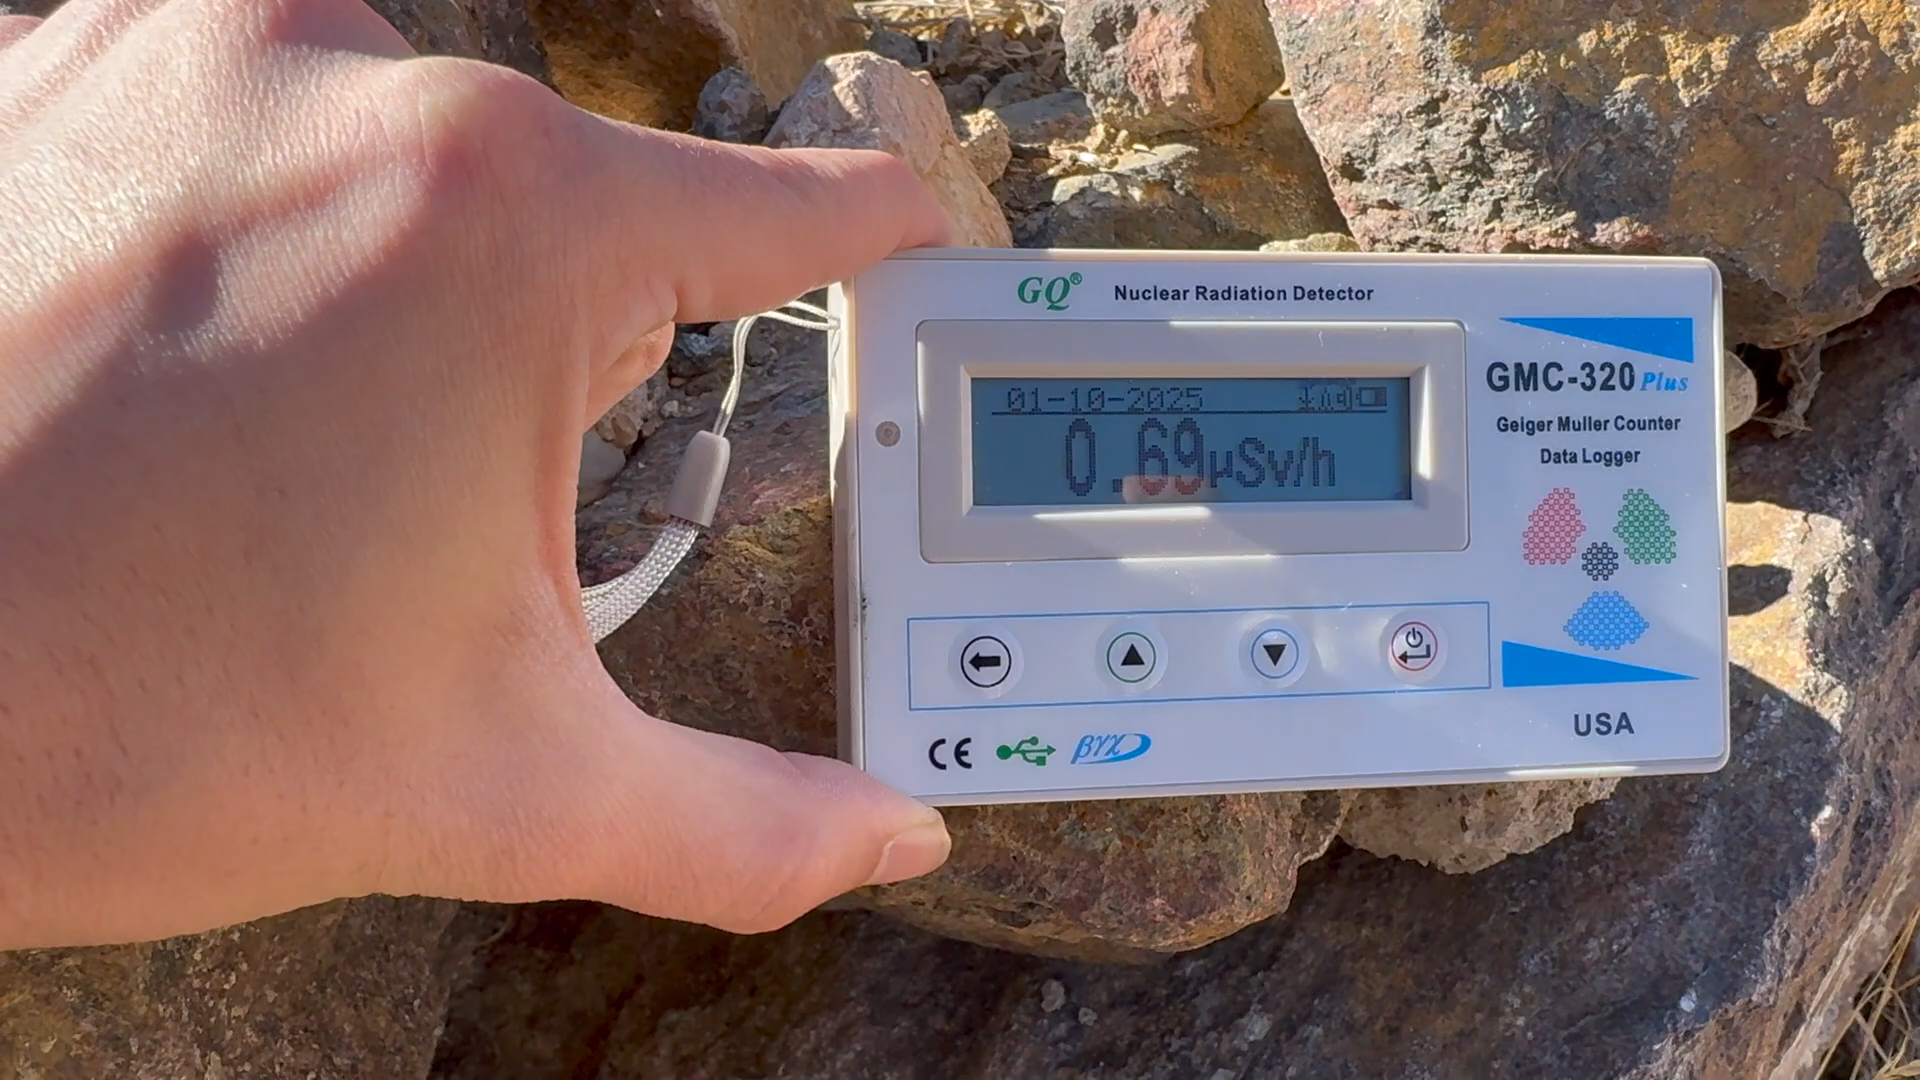 GQ® Nuclear Radiation Detector
01-10-2025
0.69µSv/h
GMC-320 Plus
Geiger Muller Counter
Data Logger
CE βγχ
USA